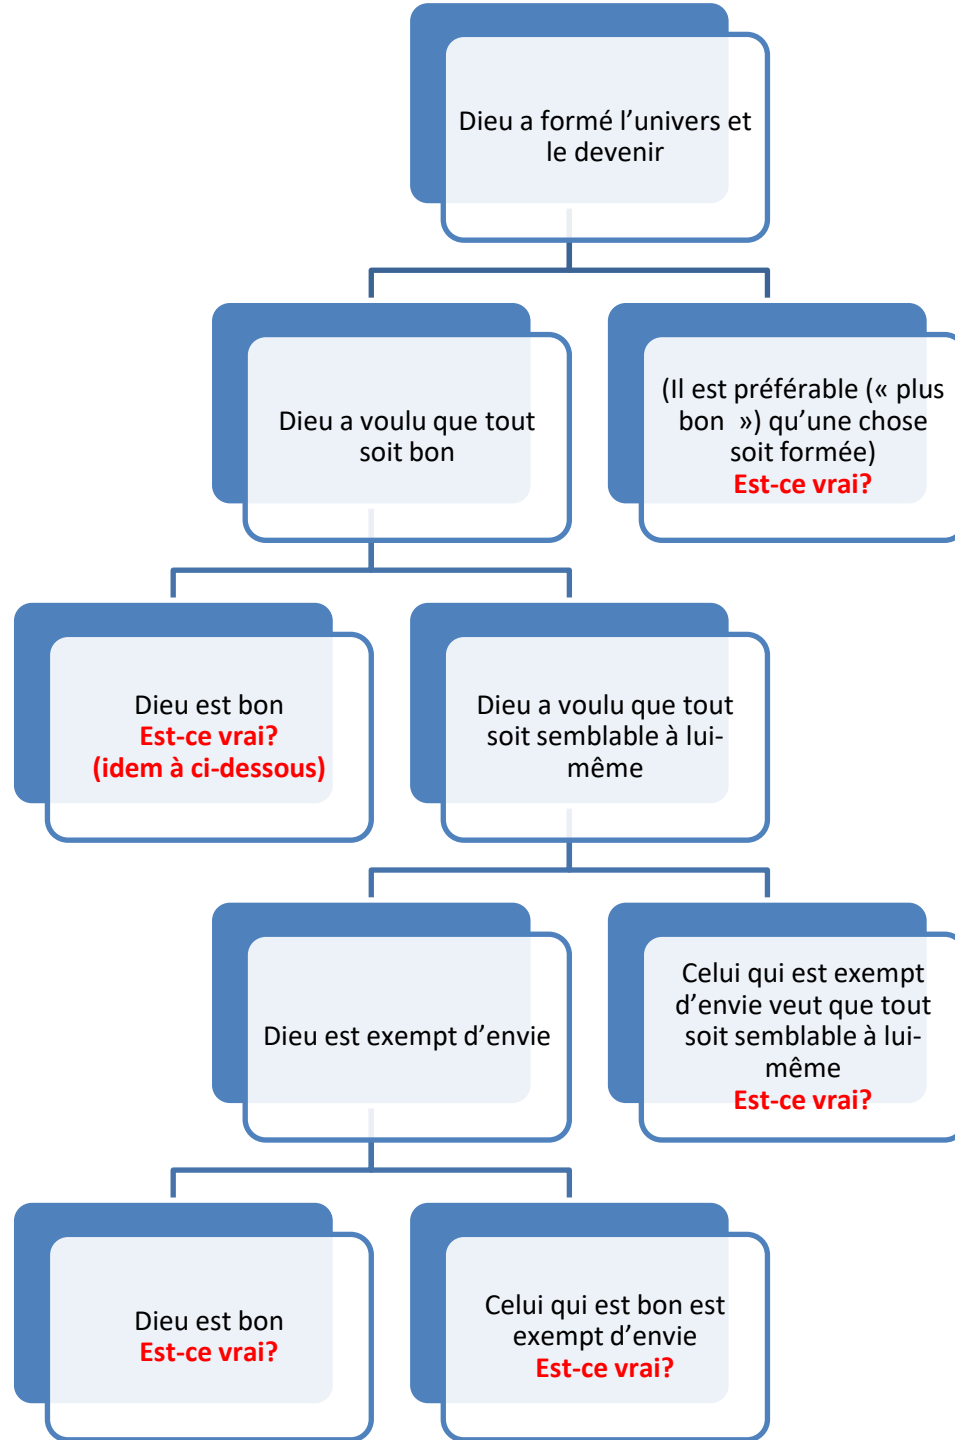 Dieu a formé l’univers et
le devenir
Dieu a voulu que tout
soit bon
(Il est préférable (« plus
bon  ») qu’une chose
soit formée)
Est-ce vrai?
Dieu est bon
Est-ce vrai?
(idem à ci-dessous)
Dieu a voulu que tout
soit semblable à lui-
même
Dieu est exempt d’envie
Celui qui est exempt
d’envie veut que tout
soit semblable à lui-
même
Est-ce vrai?
Dieu est bon
Est-ce vrai?
Celui qui est bon est
exempt d’envie
Est-ce vrai?